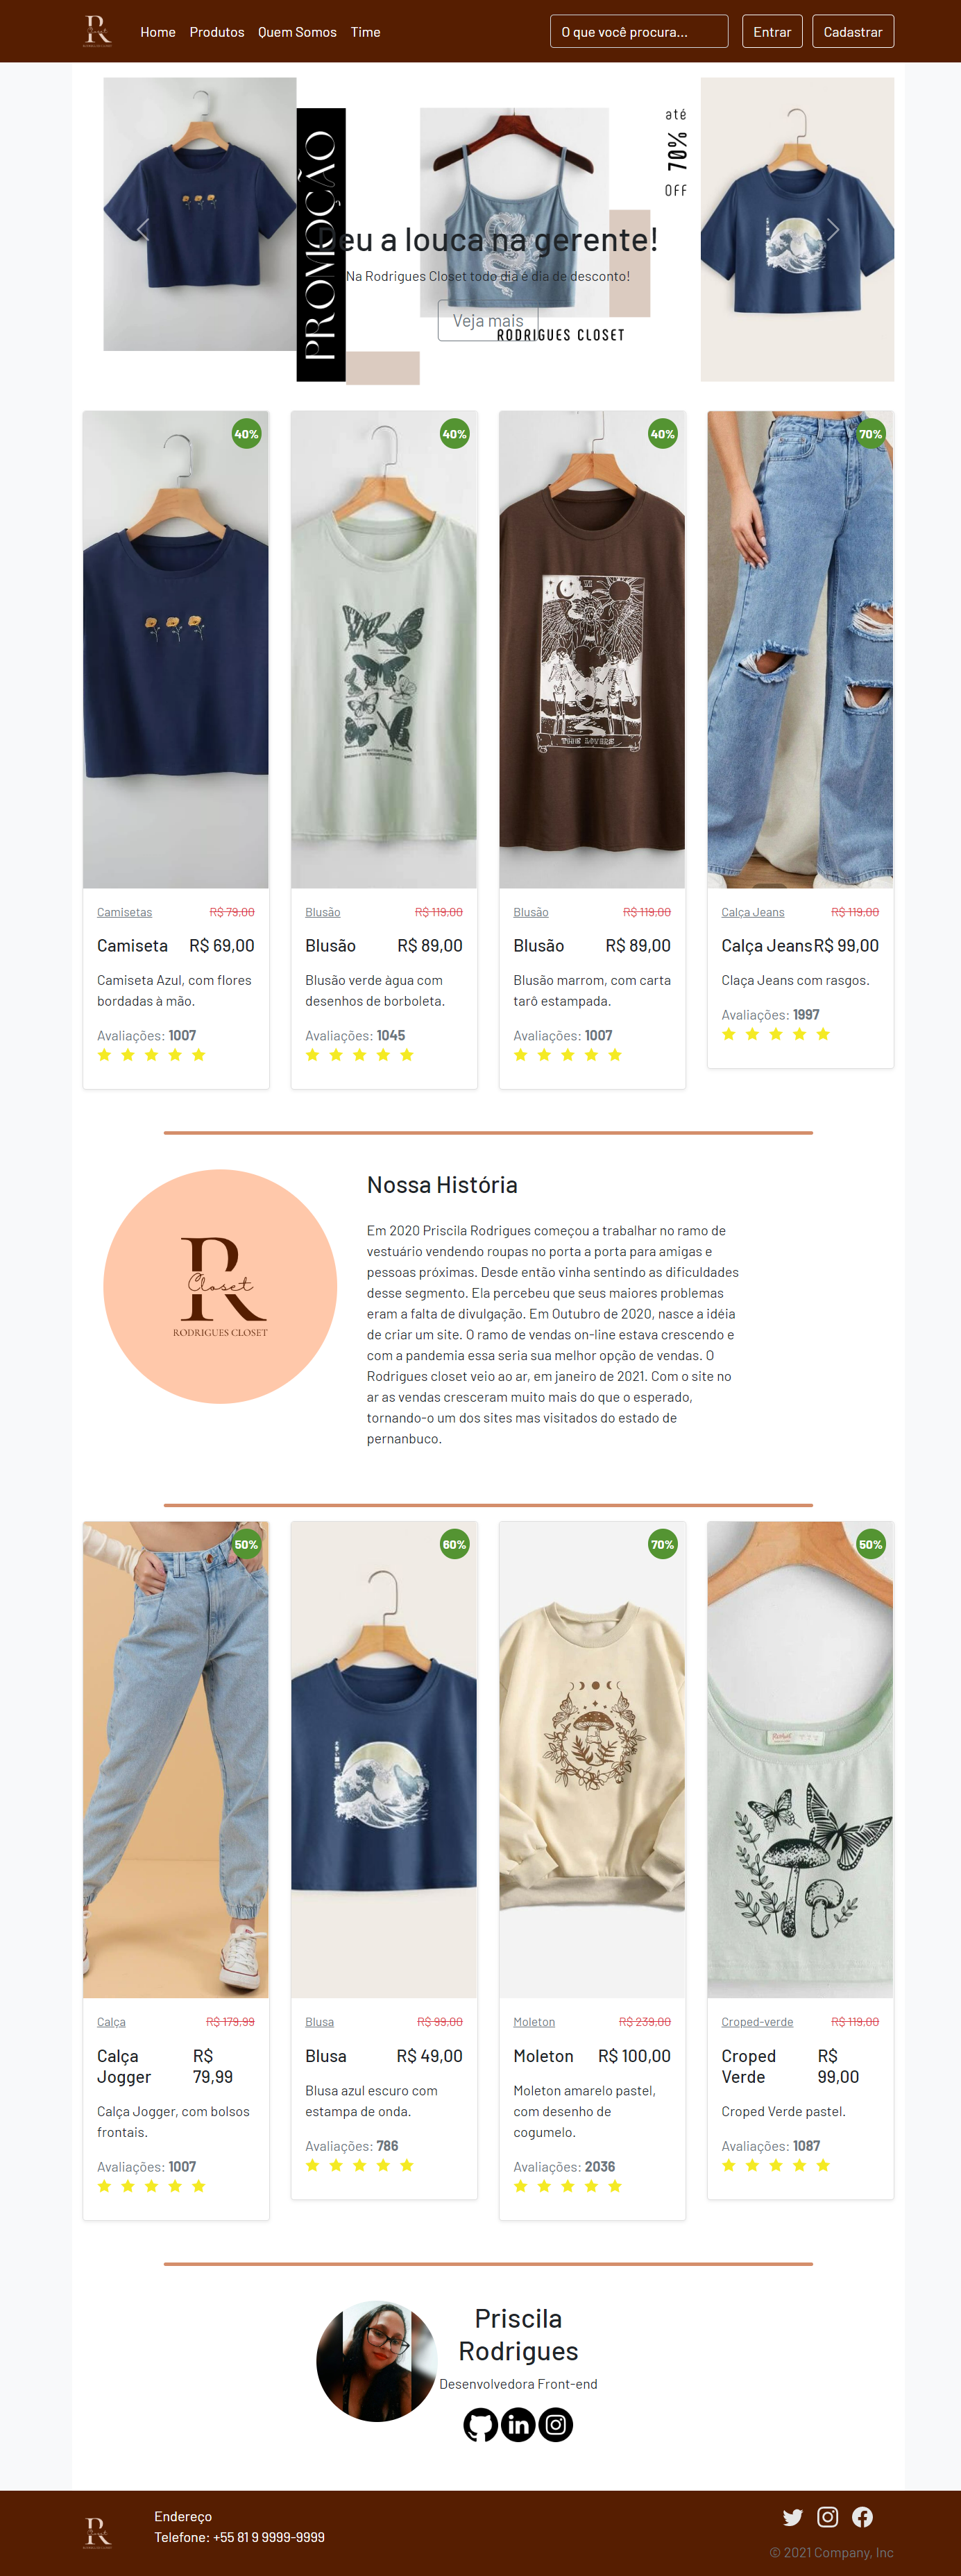 R
Closet
RODRIGUES CLOSET
Home Produtos Quem Somos Time
O que você procura...
Entrar
Cadastrar
PROMOÇÃO
até
70%
OFF
Deu a louca na gerente!
Na Rodrigues Closet todo dia é dia de desconto!
Veja mais
RODRIGUES CLOSET
40%
40%
40%
70%
VI
THE LOVERS
Camisetas R$ 79,00
Camiseta R$ 69,00
Camiseta Azul, com flores
bordadas à mão.
Avaliações: 1007
Blusão R$ 119,00
Blusão R$ 89,00
Blusão verde àgua com
desenhos de borboleta.
Avaliações: 1045
Blusão R$ 119,00
Blusão R$ 89,00
Blusão marrom, com carta
tarô estampada.
Avaliações: 1007
Calça Jeans R$ 119,00
Calça Jeans R$ 99,00
Claça Jeans com rasgos.
Avaliações: 1997
R
Closet
RODRIGUES CLOSET
Nossa História
Em 2020 Priscila Rodrigues começou a trabalhar no ramo de
vestuário vendendo roupas no porta a porta para amigas e
pessoas próximas. Desde então vinha sentindo as dificuldades
desse segmento. Ela percebeu que seus maiores problemas
eram a falta de divulgação. Em Outubro de 2020, nasce a idéia
de criar um site. O ramo de vendas on-line estava crescendo e
com a pandemia essa seria sua melhor opção de vendas. O
Rodrigues closet veio ao ar, em janeiro de 2021. Com o site no
ar as vendas cresceram muito mais do que o esperado,
tornando-o um dos sites mas visitados do estado de
pernanbuco.
50%
60%
70%
50%
Calça R$ 179,99
Calça
Jogger
R$
79,99
Calça Jogger, com bolsos
frontais.
Avaliações: 1007
Blusa R$ 99,00
Blusa R$ 49,00
Blusa azul escuro com
estampa de onda.
Avaliações: 786
Moleton R$ 239,00
Moleton R$ 100,00
Moleton amarelo pastel,
com desenho de
cogumelo.
Avaliações: 2036
Croped-verde R$ 119,00
Croped
Verde
R$
99,00
Croped Verde pastel.
Avaliações: 1087
Priscila
Rodrigues
Desenvolvedora Front-end
in
R
Closet
RODRIGUES CLOSET
Endereço
Telefone: +55 81 9 9999-9999
© 2021 Company, Inc